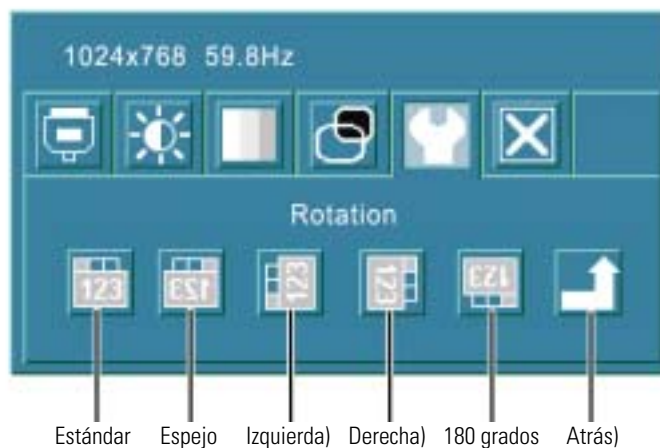 1024x768 59.8Hz
Rotation
123 123 123 123 123
Estándar Espejo Izquierda) Derecha) 180 grados Atrás)